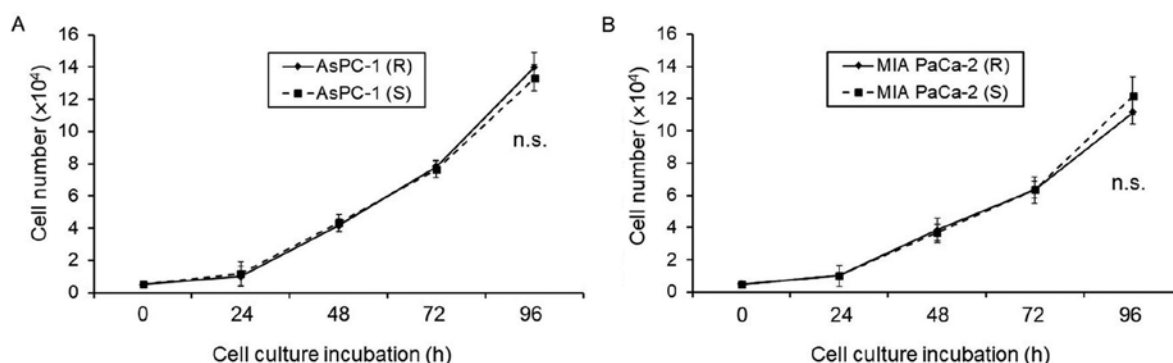 A
Cell number (×10⁴)
16
14
12
10
8
6
4
2
0
AsPC-1 (R)
AsPC-1 (S)
n.s.
0 24 48 72 96
Cell culture incubation (h)
B
Cell number (×10⁴)
16
14
12
10
8
6
4
2
0
MIA PaCa-2 (R)
MIA PaCa-2 (S)
n.s.
0 24 48 72 96
Cell culture incubation (h)